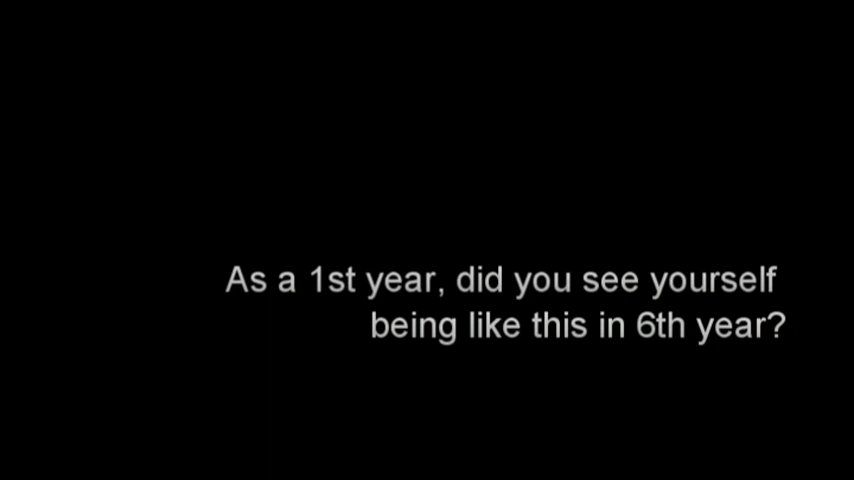 As a 1st year, did you see yourself
being like this in 6th year?